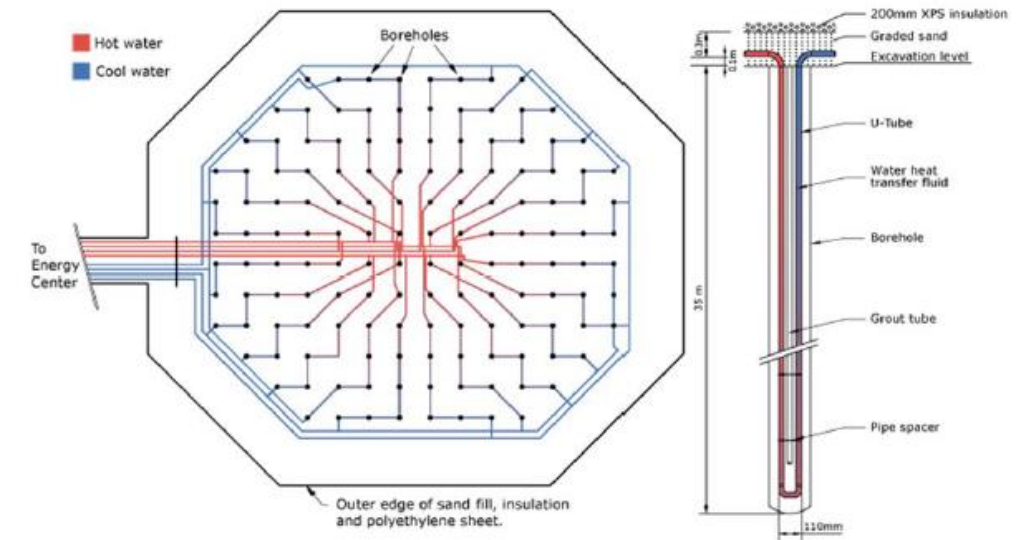 Hot water
Cool water
Boreholes
To
Energy
Center
Outer edge of sand fill, insulation
and polyethylene sheet.
200mm XPS insulation
Graded sand
Excavation level
0.3m
0.1m
U-Tube
Water heat
transfer fluid
Borehole
35 m
Grout tube
Pipe spacer
110mm